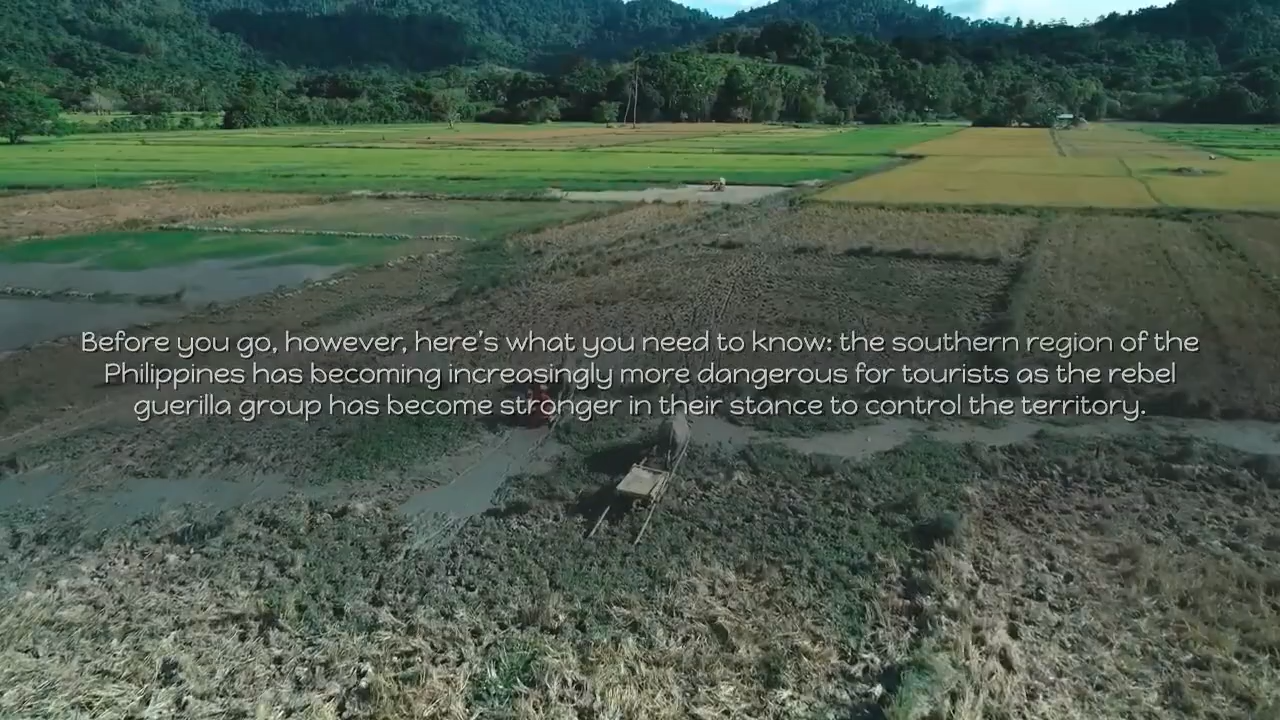 Before you go, however, here's what you need to know: the southern region of the
Philippines has becoming increasingly more dangerous for tourists as the rebel
guerilla group has become stronger in their stance to control the territory.